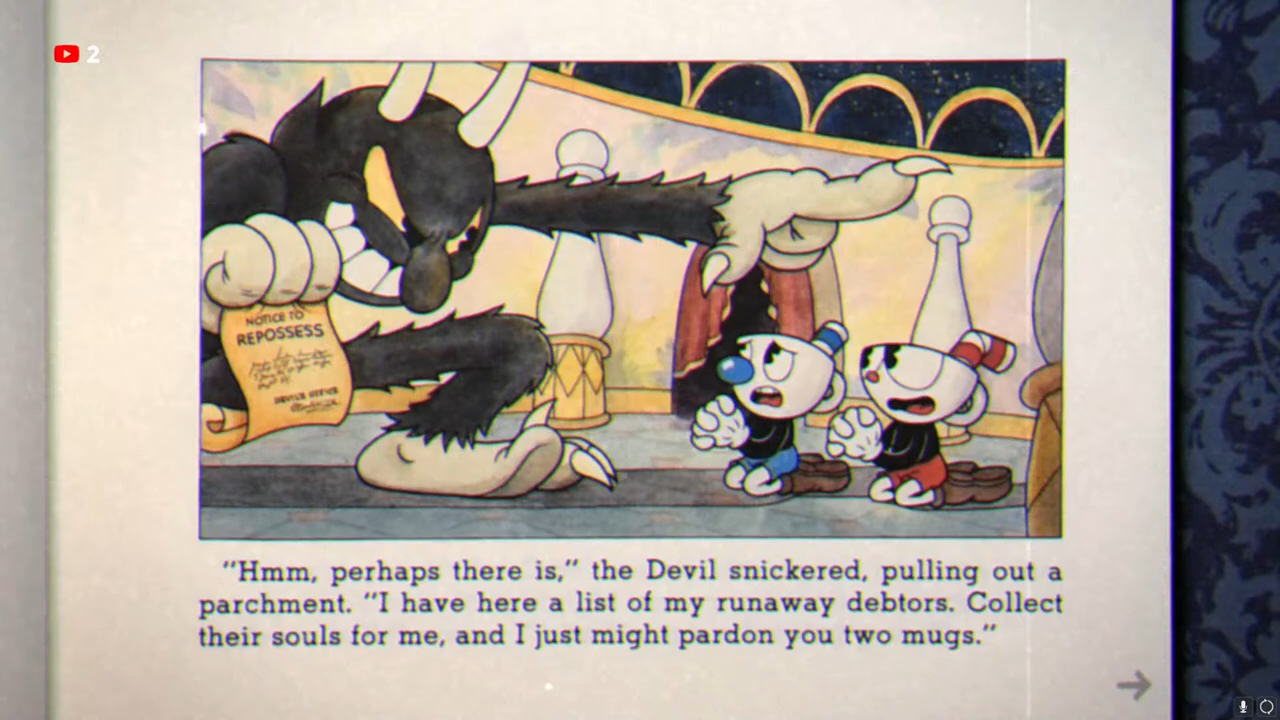 2
NOTICE TO
REPOSSESS
"Hmm, perhaps there is," the Devil snickered, pulling out a
parchment. "I have here a list of my runaway debtors. Collect
their souls for me, and I just might pardon you two mugs."